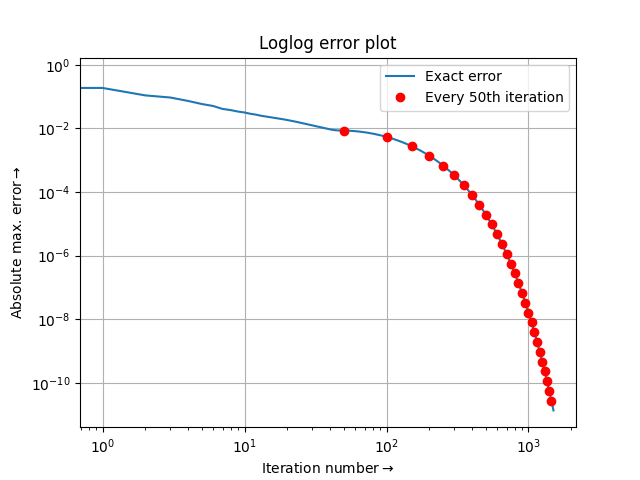 Loglog error plot
Exact error
Every 50th iteration
Absolute max. error→
10⁰
10⁻²
10⁻⁴
10⁻⁶
10⁻⁸
10⁻¹⁰
10⁰ 10¹ 10² 10³
Iteration number→